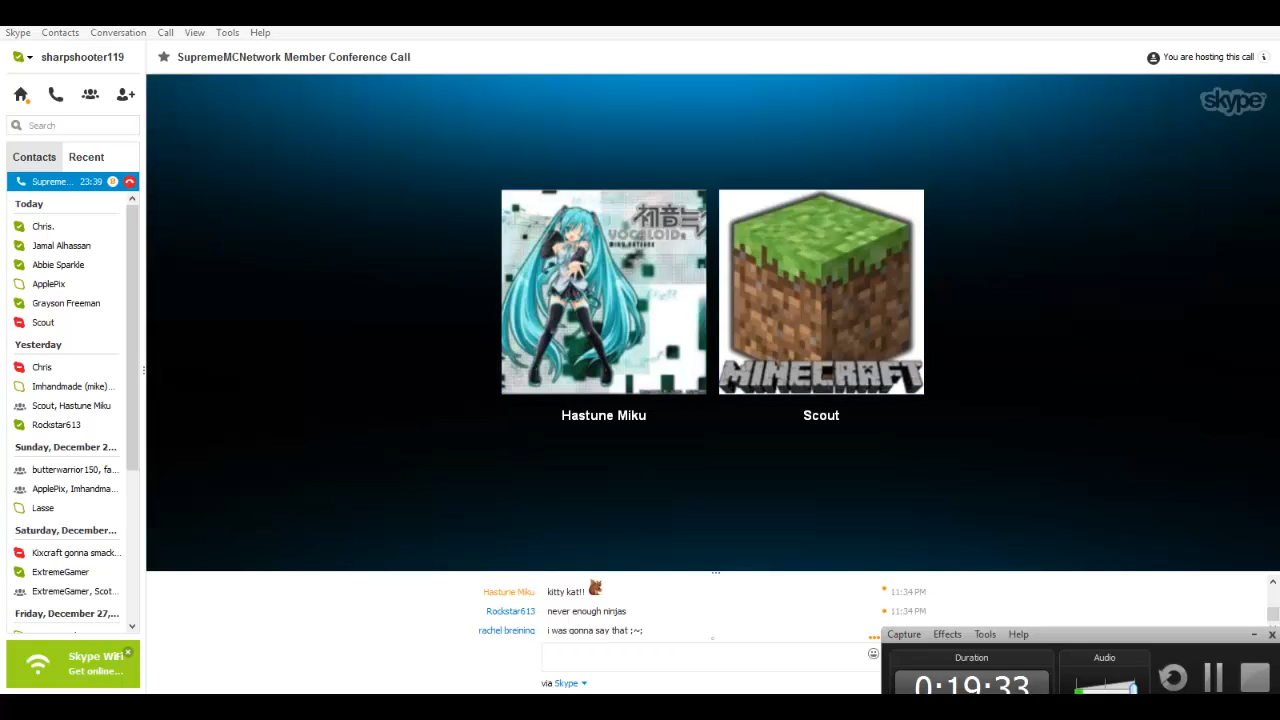 Skype Contacts Conversation Call View Tools Help
sharpshooter119
SupremeMCNetwork Member Conference Call
You are hosting this call
skype
Search
Contacts Recent
Supreme... 23:39
Today
Chris.
Jamal Alhassan
Abbie Sparkle
ApplePix
Grayson Freeman
Scout
Yesterday
Chris
Imhandmade (mike)...
Scout, Hastune Miku
Rockstar613
Sunday, December 2...
butterwarrior150, fa...
ApplePix, Imhandma...
Lasse
Saturday, December...
Kixcraft gonna smack...
ExtremeGamer
ExtremeGamer, Scot...
Friday, December 27,...
Skype WiFi
Get online...
初音
VOCALOID
MINECRAFT
Hastune Miku
Scout
Hastune Miku kitty kat!! 11:34 PM
Rockstar613 never enough ninjas 11:34 PM
rachel breining i was gonna say that ;~;
via Skype
Capture Effects Tools Help
Duration
Audio
0:19:33